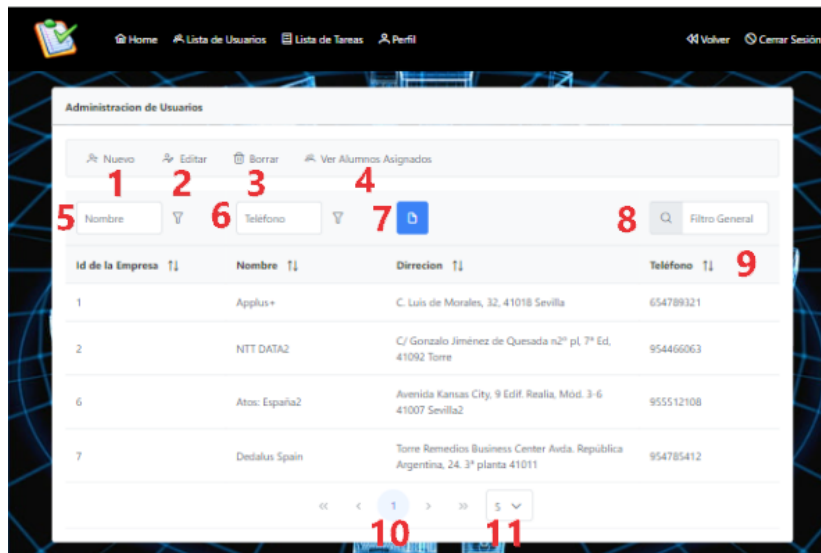 Home Lista de Usuarios Lista de Tareas Perfil Volver Cerrar Sesión
Administracion de Usuarios
Nuevo Editar Borrar Ver Alumnos Asignados
1 2 3 4
5 Nombre 6 Teléfono 7 8 Filtro General
Id de la Empresa Nombre Dirrecion Teléfono 9
1 Applus+ C. Luis de Morales, 32, 41018 Sevilla 654789321
2 NTT DATA2 C/ Gonzalo Jiménez de Quesada nº2 pl, 7ª Ed,
41092 Torre 954466063
6 Atos: España2 Avenida Kansas City, 9 Edif. Realia, Mód. 3-6
41007 Sevilla2 955512108
7 Dedalus Spain Torre Remedios Business Center Avda. República
Argentina, 24. 3ª planta 41011 954785412
« ‹ 1 › » 5
10 11